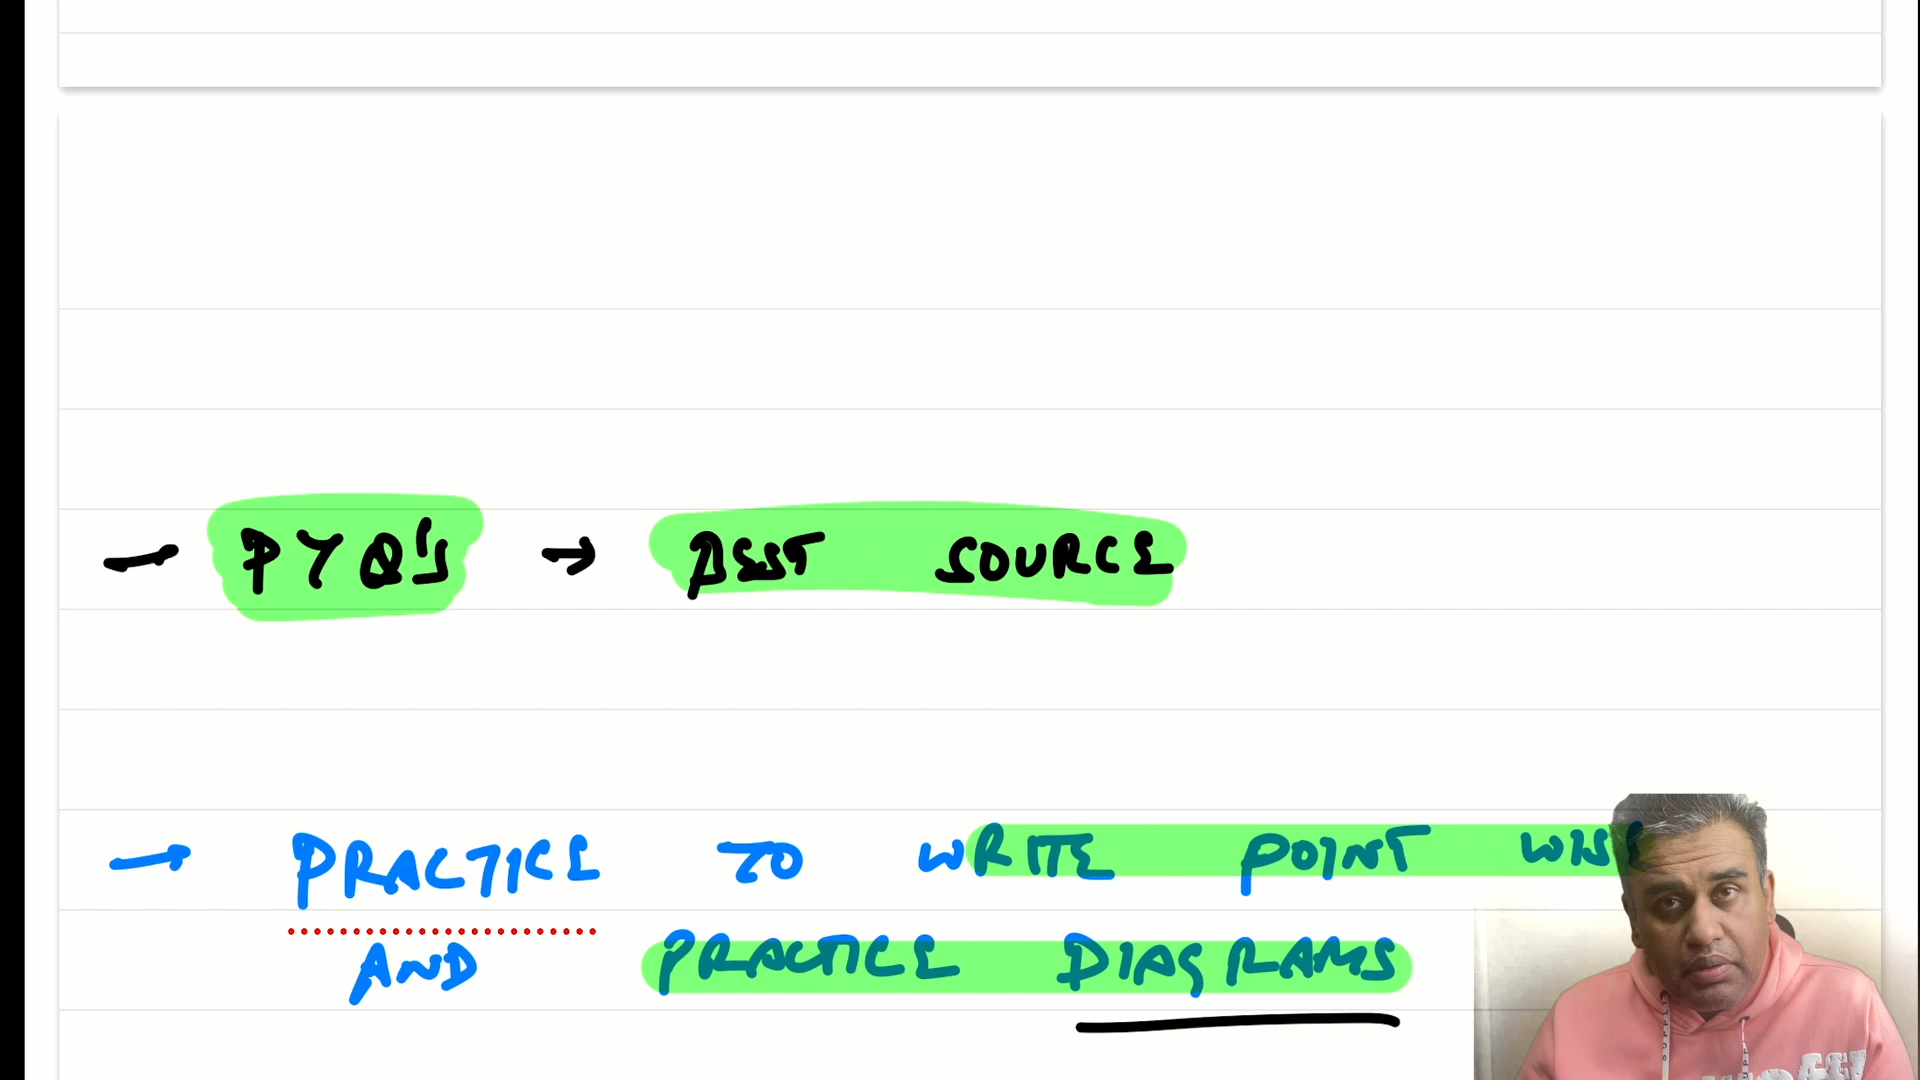 - PYQ's → BEST SOURCE
→ PRACTICE TO WRITE POINT WISE
AND PRACTICE DIAGRAMS